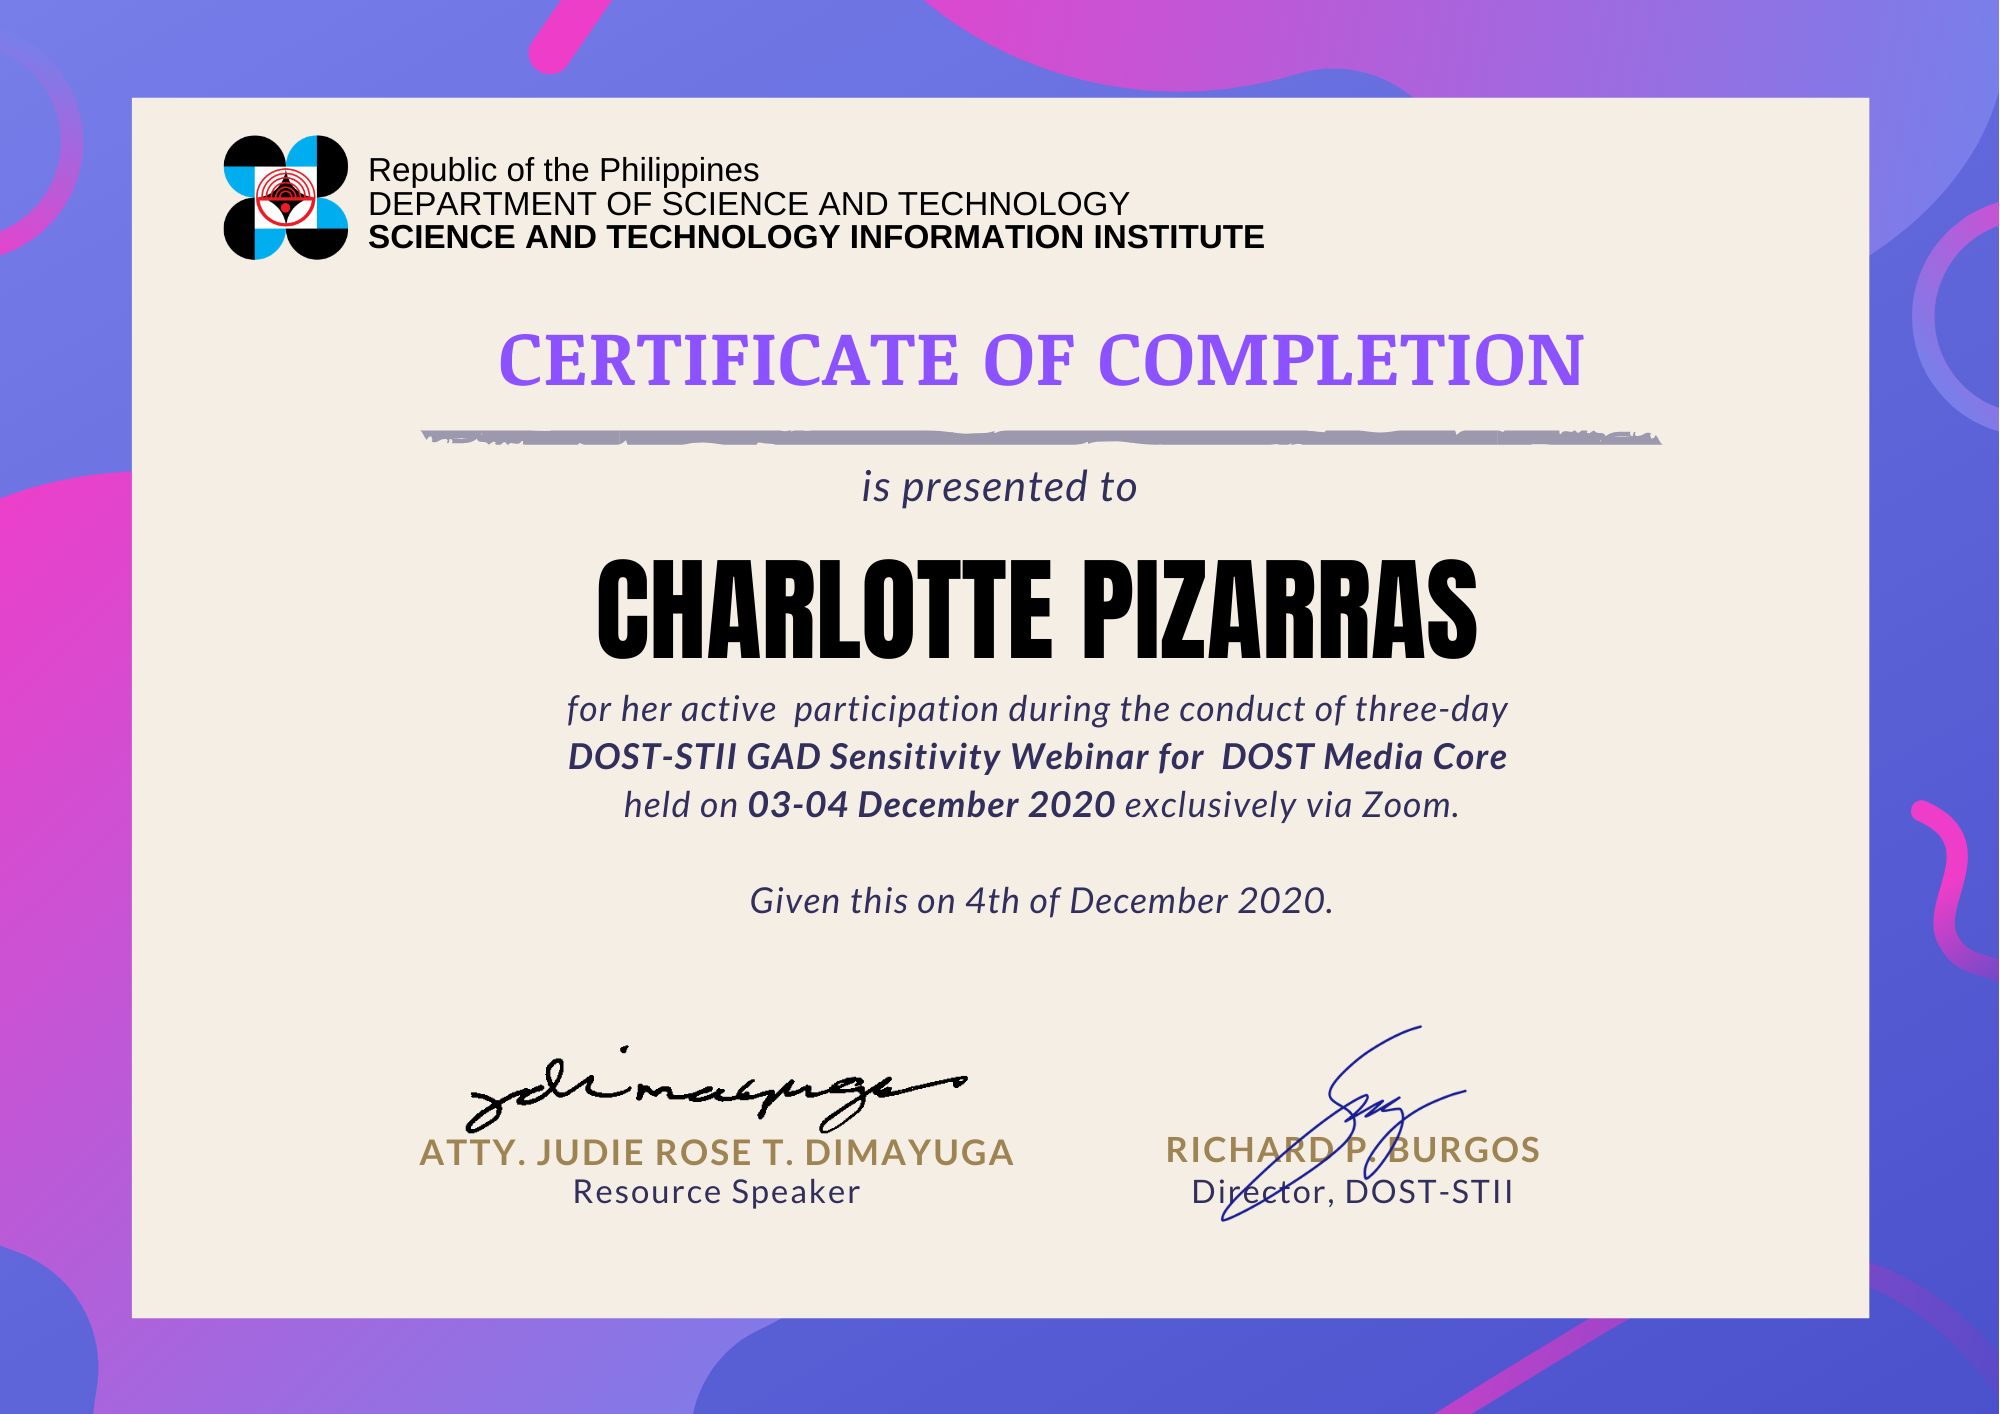 Republic of the Philippines
DEPARTMENT OF SCIENCE AND TECHNOLOGY
SCIENCE AND TECHNOLOGY INFORMATION INSTITUTE
CERTIFICATE OF COMPLETION
is presented to
CHARLOTTE PIZARRAS
for her active participation during the conduct of three-day
DOST-STII GAD Sensitivity Webinar for DOST Media Core
held on 03-04 December 2020 exclusively via Zoom.
Given this on 4th of December 2020.
jdimayuga
ATTY. JUDIE ROSE T. DIMAYUGA
Resource Speaker
RICHARD P. BURGOS
Director, DOST-STII